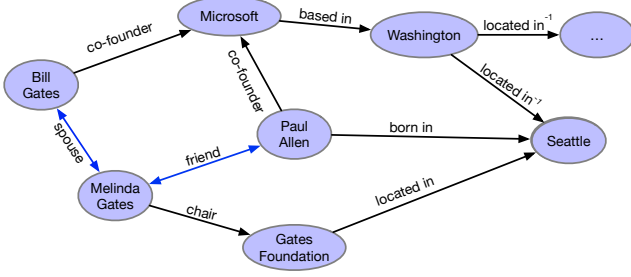 Microsoft
based in
Washington
located in-1
...
co-founder
Bill
Gates
co-founder
located in-1
spouse
Paul
Allen
born in
Seattle
friend
Melinda
Gates
located in
chair
Gates
Foundation